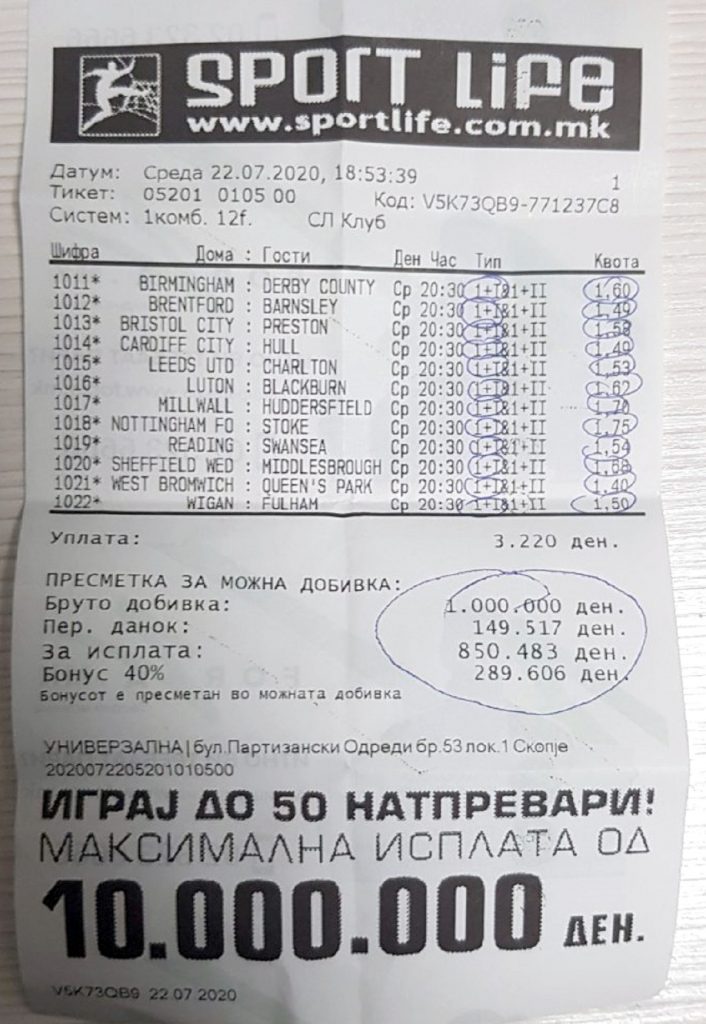 SPORT LIFE
www.sportlife.com.mk
Датум: Среда 22.07.2020, 18:53:39 1
Тикет: 05201 0105 00 Код: V5K73QB9-771237C8
Систем: 1комб. 12f. СЛ Клуб
Шифра Дома : Гости Ден Час Тип Квота
1011* BIRMINGHAM : DERBY COUNTY Ср 20:30 1+I&1+II 1,60
1012* BRENTFORD : BARNSLEY Ср 20:30 1+I&1+II 1,49
1013* BRISTOL CITY : PRESTON Ср 20:30 1+I&1+II 1,58
1014* CARDIFF CITY : HULL Ср 20:30 1+I&1+II 1,49
1015* LEEDS UTD : CHARLTON Ср 20:30 1+I&1+II 1,53
1016* LUTON : BLACKBURN Ср 20:30 1+I&1+II 1,62
1017* MILLWALL : HUDDERSFIELD Ср 20:30 1+I&1+II 1,70
1018* NOTTINGHAM FO : STOKE Ср 20:30 1+I&1+II 1,75
1019* READING : SWANSEA Ср 20:30 1+I&1+II 1,54
1020* SHEFFIELD WED : MIDDLESBROUGH Ср 20:30 1+I&1+II 1,68
1021* WEST BROMWICH : QUEEN'S PARK Ср 20:30 1+I&1+II 1,40
1022* WIGAN : FULHAM Ср 20:30 1+I&1+II 1,50
Уплата: 3.220 ден.
ПРЕСМЕТКА ЗА МОЖНА ДОБИВКА:
Бруто добивка: 1.000.000 ден.
Пер. данок: 149.517 ден.
За исплата: 850.483 ден.
Бонус 40% 289.606 ден.
Бонусот е пресметан во можната добивка
УНИВЕРЗАЛНА|бул.Партизански Одреди бр.53 лок.1 Скопје
2020072205201010500
ИГРАЈ ДО 50 НАТПРЕВАРИ!
МАКСИМАЛНА ИСПЛАТА ОД
10.000.000 ДЕН.
V5K73QB9 22 07 2020